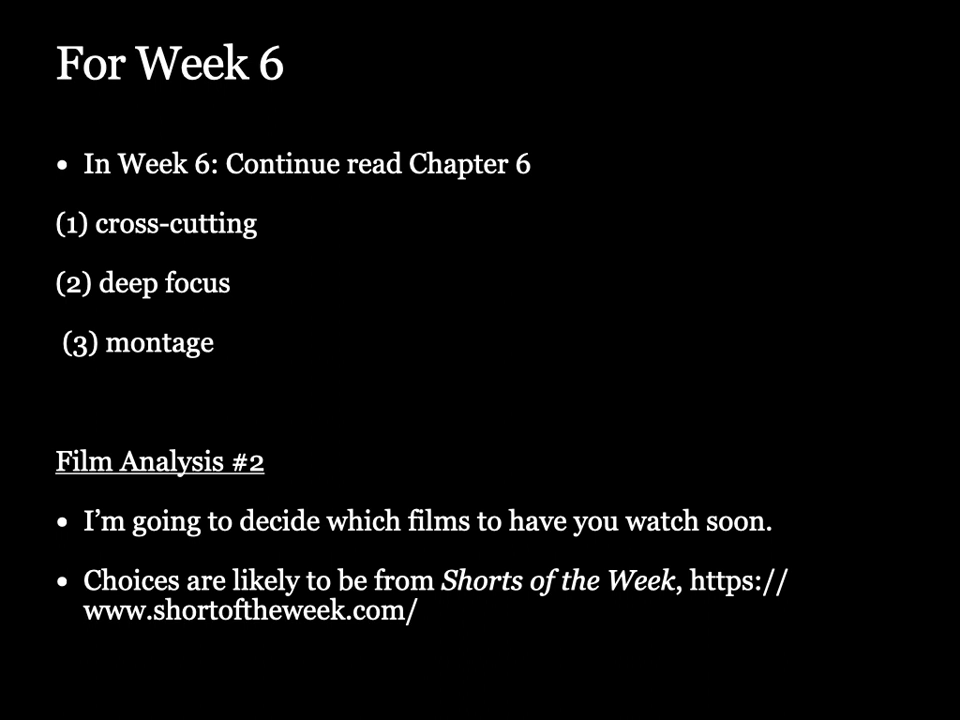 For Week 6
• In Week 6: Continue read Chapter 6
(1) cross-cutting
(2) deep focus
(3) montage
Film Analysis #2
• I’m going to decide which films to have you watch soon.
• Choices are likely to be from Shorts of the Week, https://
www.shortoftheweek.com/